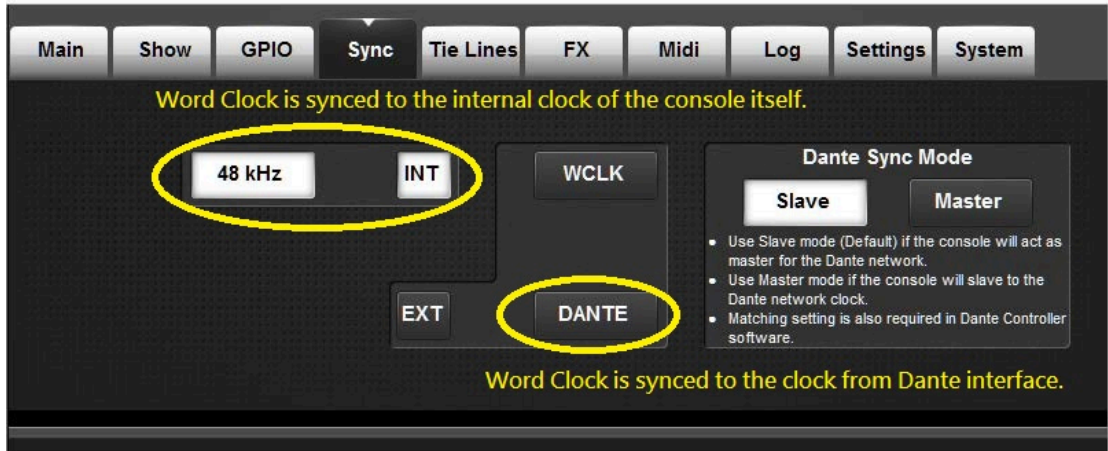 Main Show GPIO Sync Tie Lines FX Midi Log Settings System
Word Clock is synced to the internal clock of the console itself.
48 kHz INT WCLK
EXT DANTE
Dante Sync Mode
Slave Master
• Use Slave mode (Default) if the console will act as
master for the Dante network.
• Use Master mode if the console will slave to the
Dante network clock.
• Matching setting is also required in Dante Controller
software.
Word Clock is synced to the clock from Dante interface.